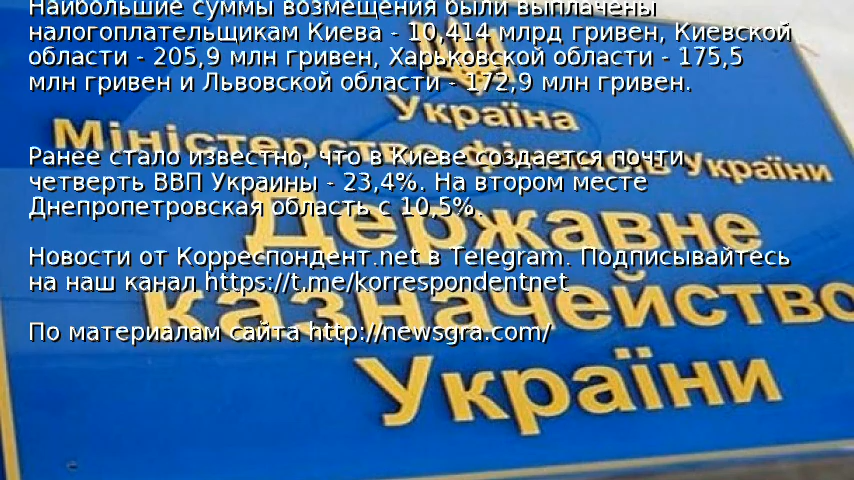 Наибольшие суммы возмещения были выплачены
налогоплательщикам Киева - 10,414 млрд гривен, Киевской
области - 205,9 млн гривен, Харьковской области - 175,5
млн гривен и Львовской области - 172,9 млн гривен.
Ранее стало известно, что в Киеве создается почти
четверть ВВП Украины - 23,4%. На втором месте
Днепропетровская область с 10,5%.
Новости от Корреспондент.net в Telegram. Подписывайтесь
на наш канал https://t.me/korrespondentnet
По материалам сайта http://newsgra.com/
Україна
Міністерство фінансів України
Державне
казначейство
України